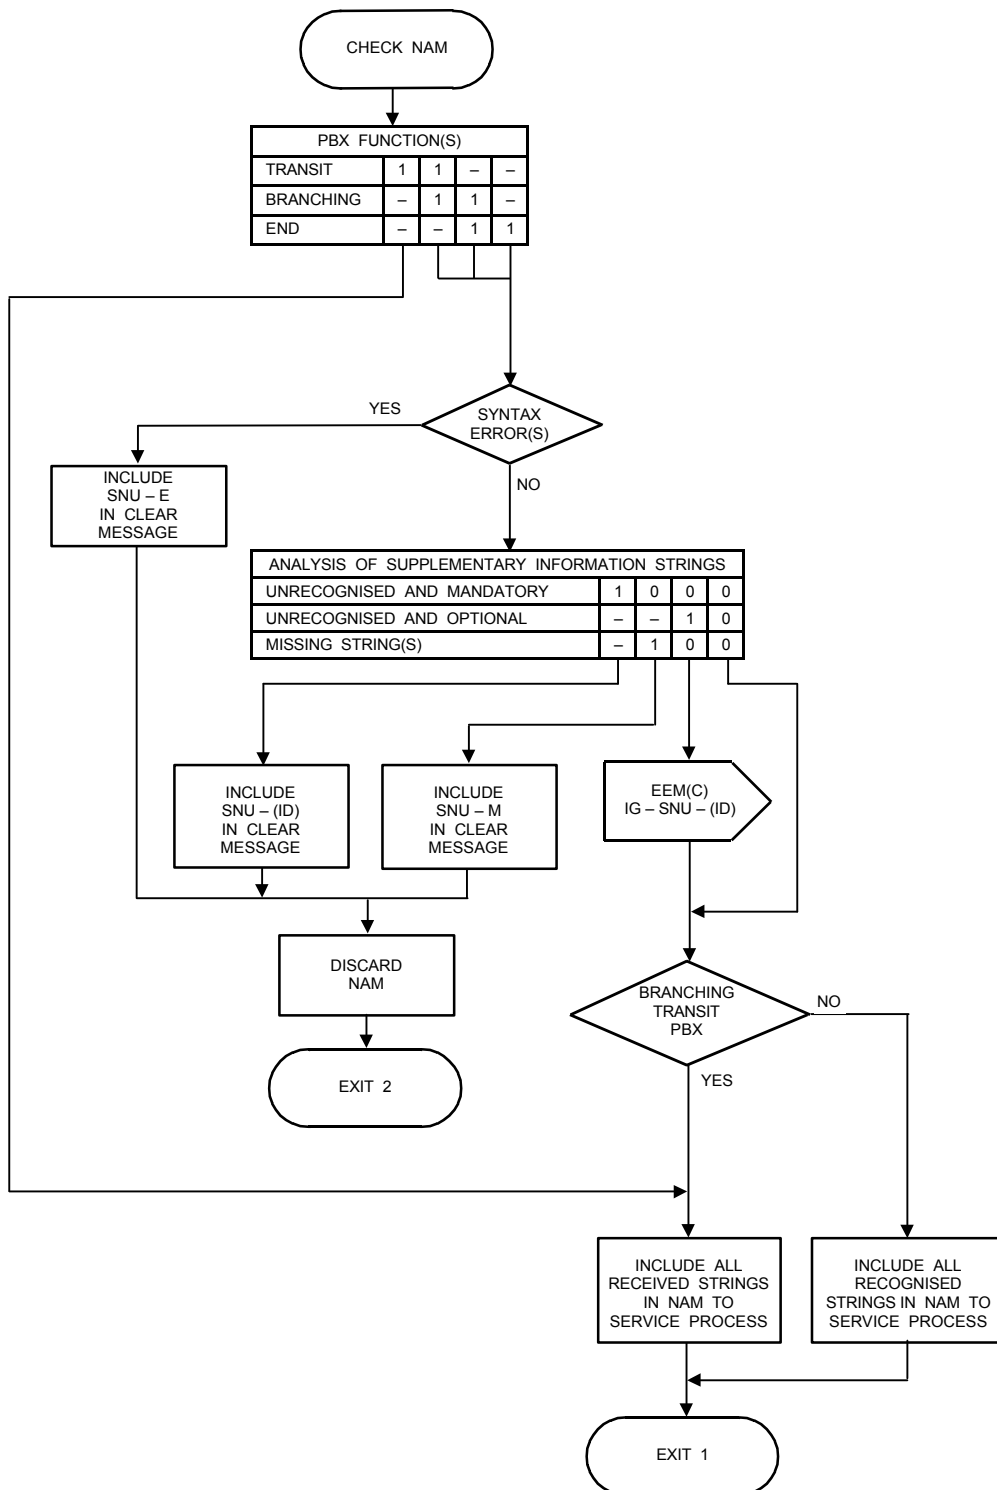 CHECK NAM
PBX FUNCTION(S)
TRANSIT 1 1 – –
BRANCHING – 1 1 –
END – – 1 1
YES
SYNTAX
ERROR(S)
NO
INCLUDE
SNU – E
IN CLEAR
MESSAGE
ANALYSIS OF SUPPLEMENTARY INFORMATION STRINGS
UNRECOGNISED AND MANDATORY 1 0 0 0
UNRECOGNISED AND OPTIONAL – – 1 0
MISSING STRING(S) – 1 0 0
INCLUDE
SNU – (ID)
IN CLEAR
MESSAGE
INCLUDE
SNU – M
IN CLEAR
MESSAGE
EEM(C)
IG – SNU – (ID)
DISCARD
NAM
BRANCHING
TRANSIT
PBX
NO
YES
EXIT 2
INCLUDE ALL
RECEIVED STRINGS
IN NAM TO
SERVICE PROCESS
INCLUDE ALL
RECOGNISED
STRINGS IN NAM TO
SERVICE PROCESS
EXIT 1